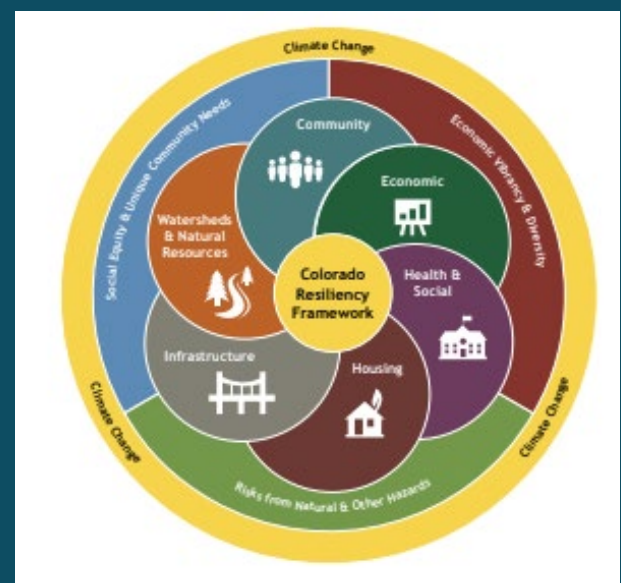 Climate Change
Social Equity & Unique Community Needs
Economic Vibrancy & Diversity
Community
Economic
Watersheds
& Natural
Resources
Health &
Social
Colorado
Resiliency
Framework
Infrastructure
Housing
Climate Change
Climate Change
Risks from Natural & Other Hazards